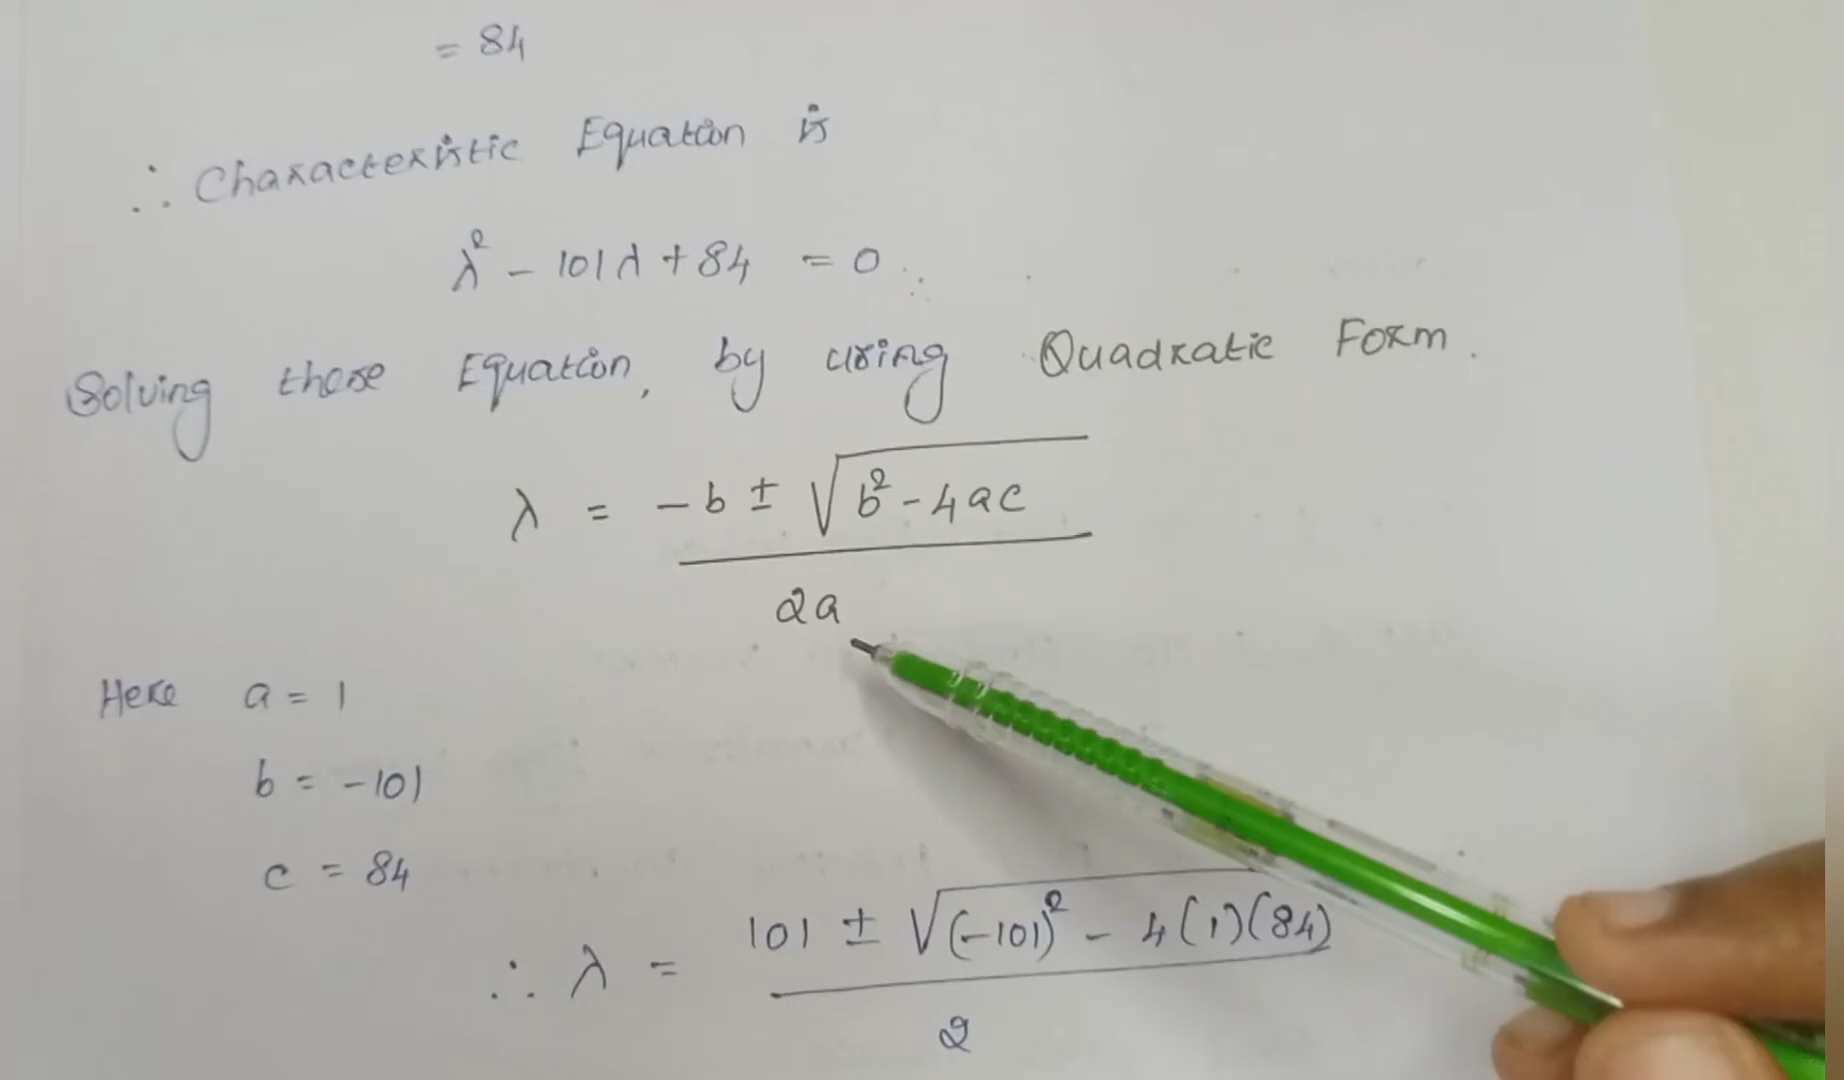 = 84
∴ Characteristic Equation is
λ² - 101λ + 84 = 0
Solving these Equation, by using Quadratic Form.
λ = -b ± √(b² - 4ac) / 2a
Here a = 1
b = -101
c = 84
∴ λ = 101 ± √((-101)² - 4(1)(84)) / 2